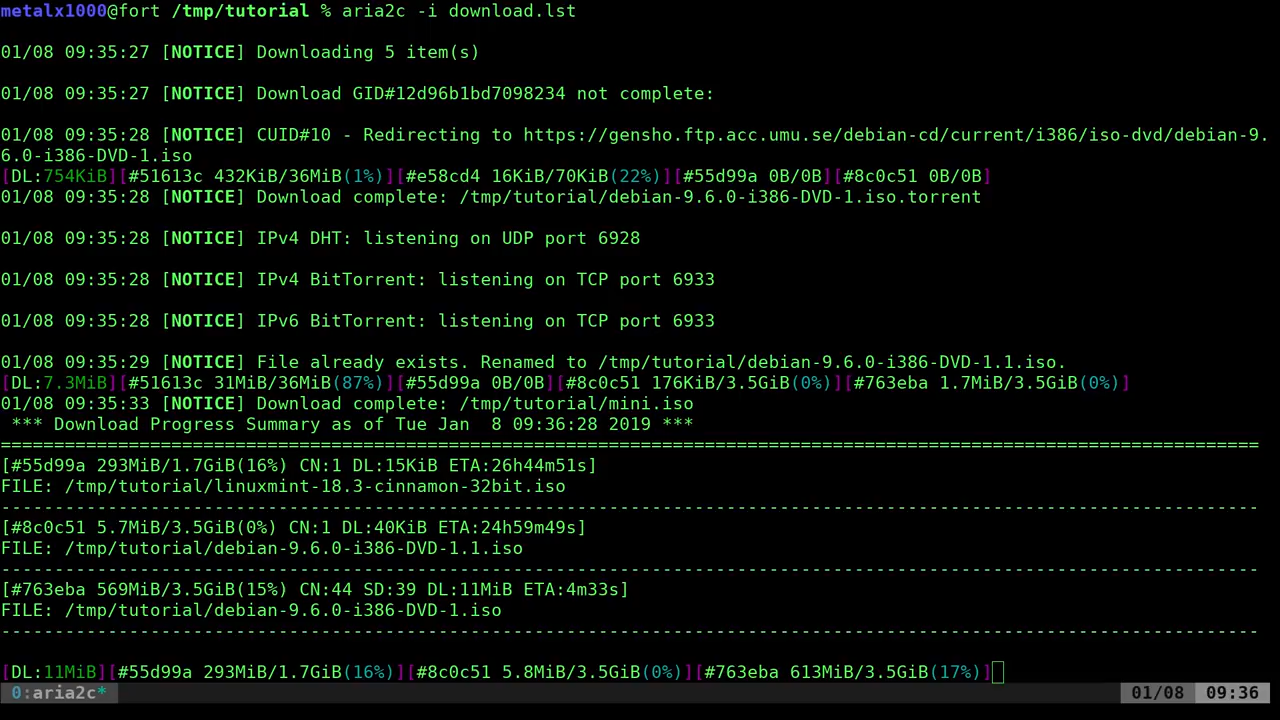 metalx1000@fort /tmp/tutorial % aria2c -i download.lst
01/08 09:35:27 [NOTICE] Downloading 5 item(s)
01/08 09:35:27 [NOTICE] Download GID#12d96b1bd7098234 not complete:
01/08 09:35:28 [NOTICE] CUID#10 - Redirecting to https://gensho.ftp.acc.umu.se/debian-cd/current/i386/iso-dvd/debian-9.
6.0-i386-DVD-1.iso
[DL:754KiB][#51613c 432KiB/36MiB(1%)][#e58cd4 16KiB/70KiB(22%)][#55d99a 0B/0B][#8c0c51 0B/0B]
01/08 09:35:28 [NOTICE] Download complete: /tmp/tutorial/debian-9.6.0-i386-DVD-1.iso.torrent
01/08 09:35:28 [NOTICE] IPv4 DHT: listening on UDP port 6928
01/08 09:35:28 [NOTICE] IPv4 BitTorrent: listening on TCP port 6933
01/08 09:35:28 [NOTICE] IPv6 BitTorrent: listening on TCP port 6933
01/08 09:35:29 [NOTICE] File already exists. Renamed to /tmp/tutorial/debian-9.6.0-i386-DVD-1.1.iso.
[DL:7.3MiB][#51613c 31MiB/36MiB(87%)][#55d99a 0B/0B][#8c0c51 176KiB/3.5GiB(0%)][#763eba 1.7MiB/3.5GiB(0%)]
01/08 09:35:33 [NOTICE] Download complete: /tmp/tutorial/mini.iso
 *** Download Progress Summary as of Tue Jan  8 09:36:28 2019 ***
=======================================================================================================================
[#55d99a 293MiB/1.7GiB(16%) CN:1 DL:15KiB ETA:26h44m51s]
FILE: /tmp/tutorial/linuxmint-18.3-cinnamon-32bit.iso
-----------------------------------------------------------------------------------------------------------------------
[#8c0c51 5.7MiB/3.5GiB(0%) CN:1 DL:40KiB ETA:24h59m49s]
FILE: /tmp/tutorial/debian-9.6.0-i386-DVD-1.1.iso
-----------------------------------------------------------------------------------------------------------------------
[#763eba 569MiB/3.5GiB(15%) CN:44 SD:39 DL:11MiB ETA:4m33s]
FILE: /tmp/tutorial/debian-9.6.0-i386-DVD-1.iso
-----------------------------------------------------------------------------------------------------------------------
[DL:11MiB][#55d99a 293MiB/1.7GiB(16%)][#8c0c51 5.8MiB/3.5GiB(0%)][#763eba 613MiB/3.5GiB(17%)]
0:aria2c* 01/08 09:36